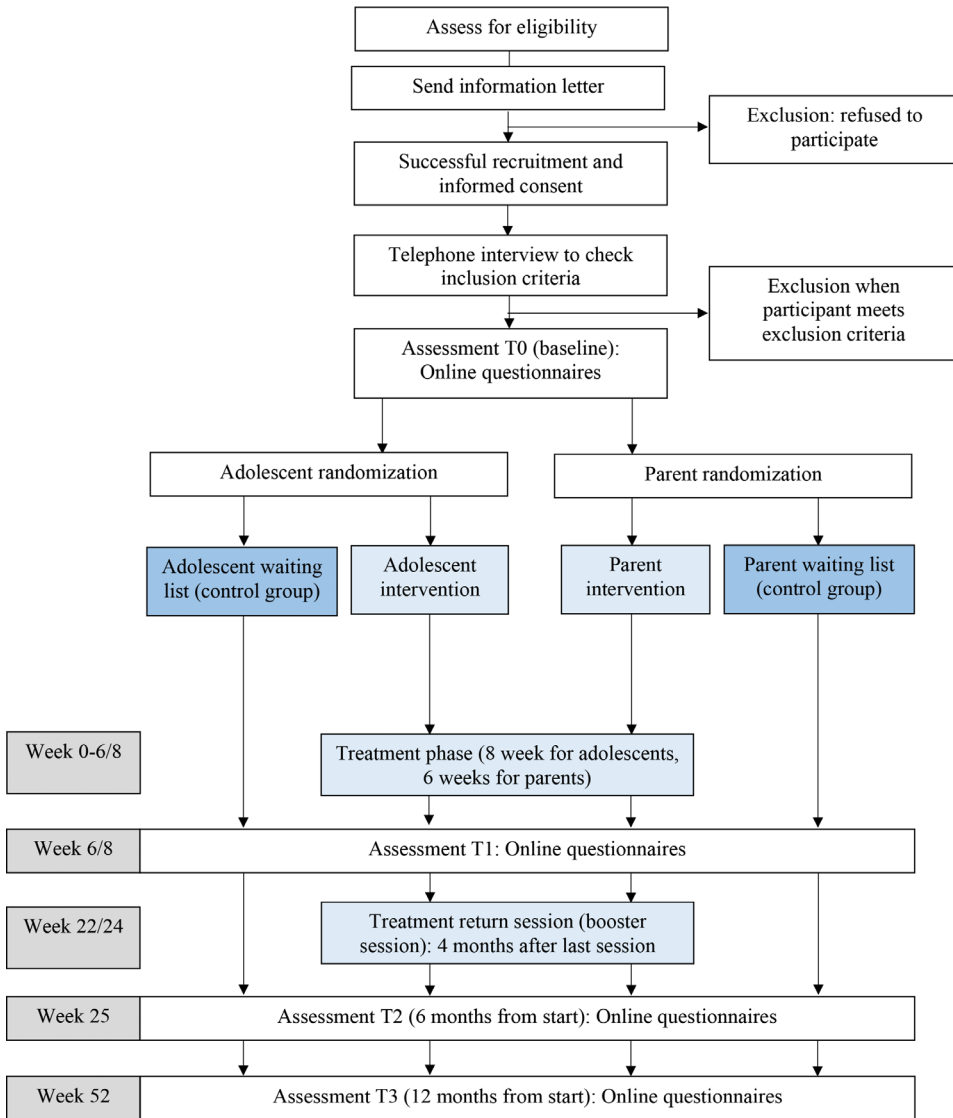 Assess for eligibility
Send information letter
Exclusion: refused to
participate
Successful recruitment and
informed consent
Telephone interview to check
inclusion criteria
Exclusion when
participant meets
exclusion criteria
Assessment T0 (baseline):
Online questionnaires
Adolescent randomization
Parent randomization
Adolescent waiting
list (control group)
Adolescent
intervention
Parent
intervention
Parent waiting list
(control group)
Week 0-6/8
Treatment phase (8 week for adolescents,
6 weeks for parents)
Week 6/8
Assessment T1: Online questionnaires
Week 22/24
Treatment return session (booster
session): 4 months after last session
Week 25
Assessment T2 (6 months from start): Online questionnaires
Week 52
Assessment T3 (12 months from start): Online questionnaires